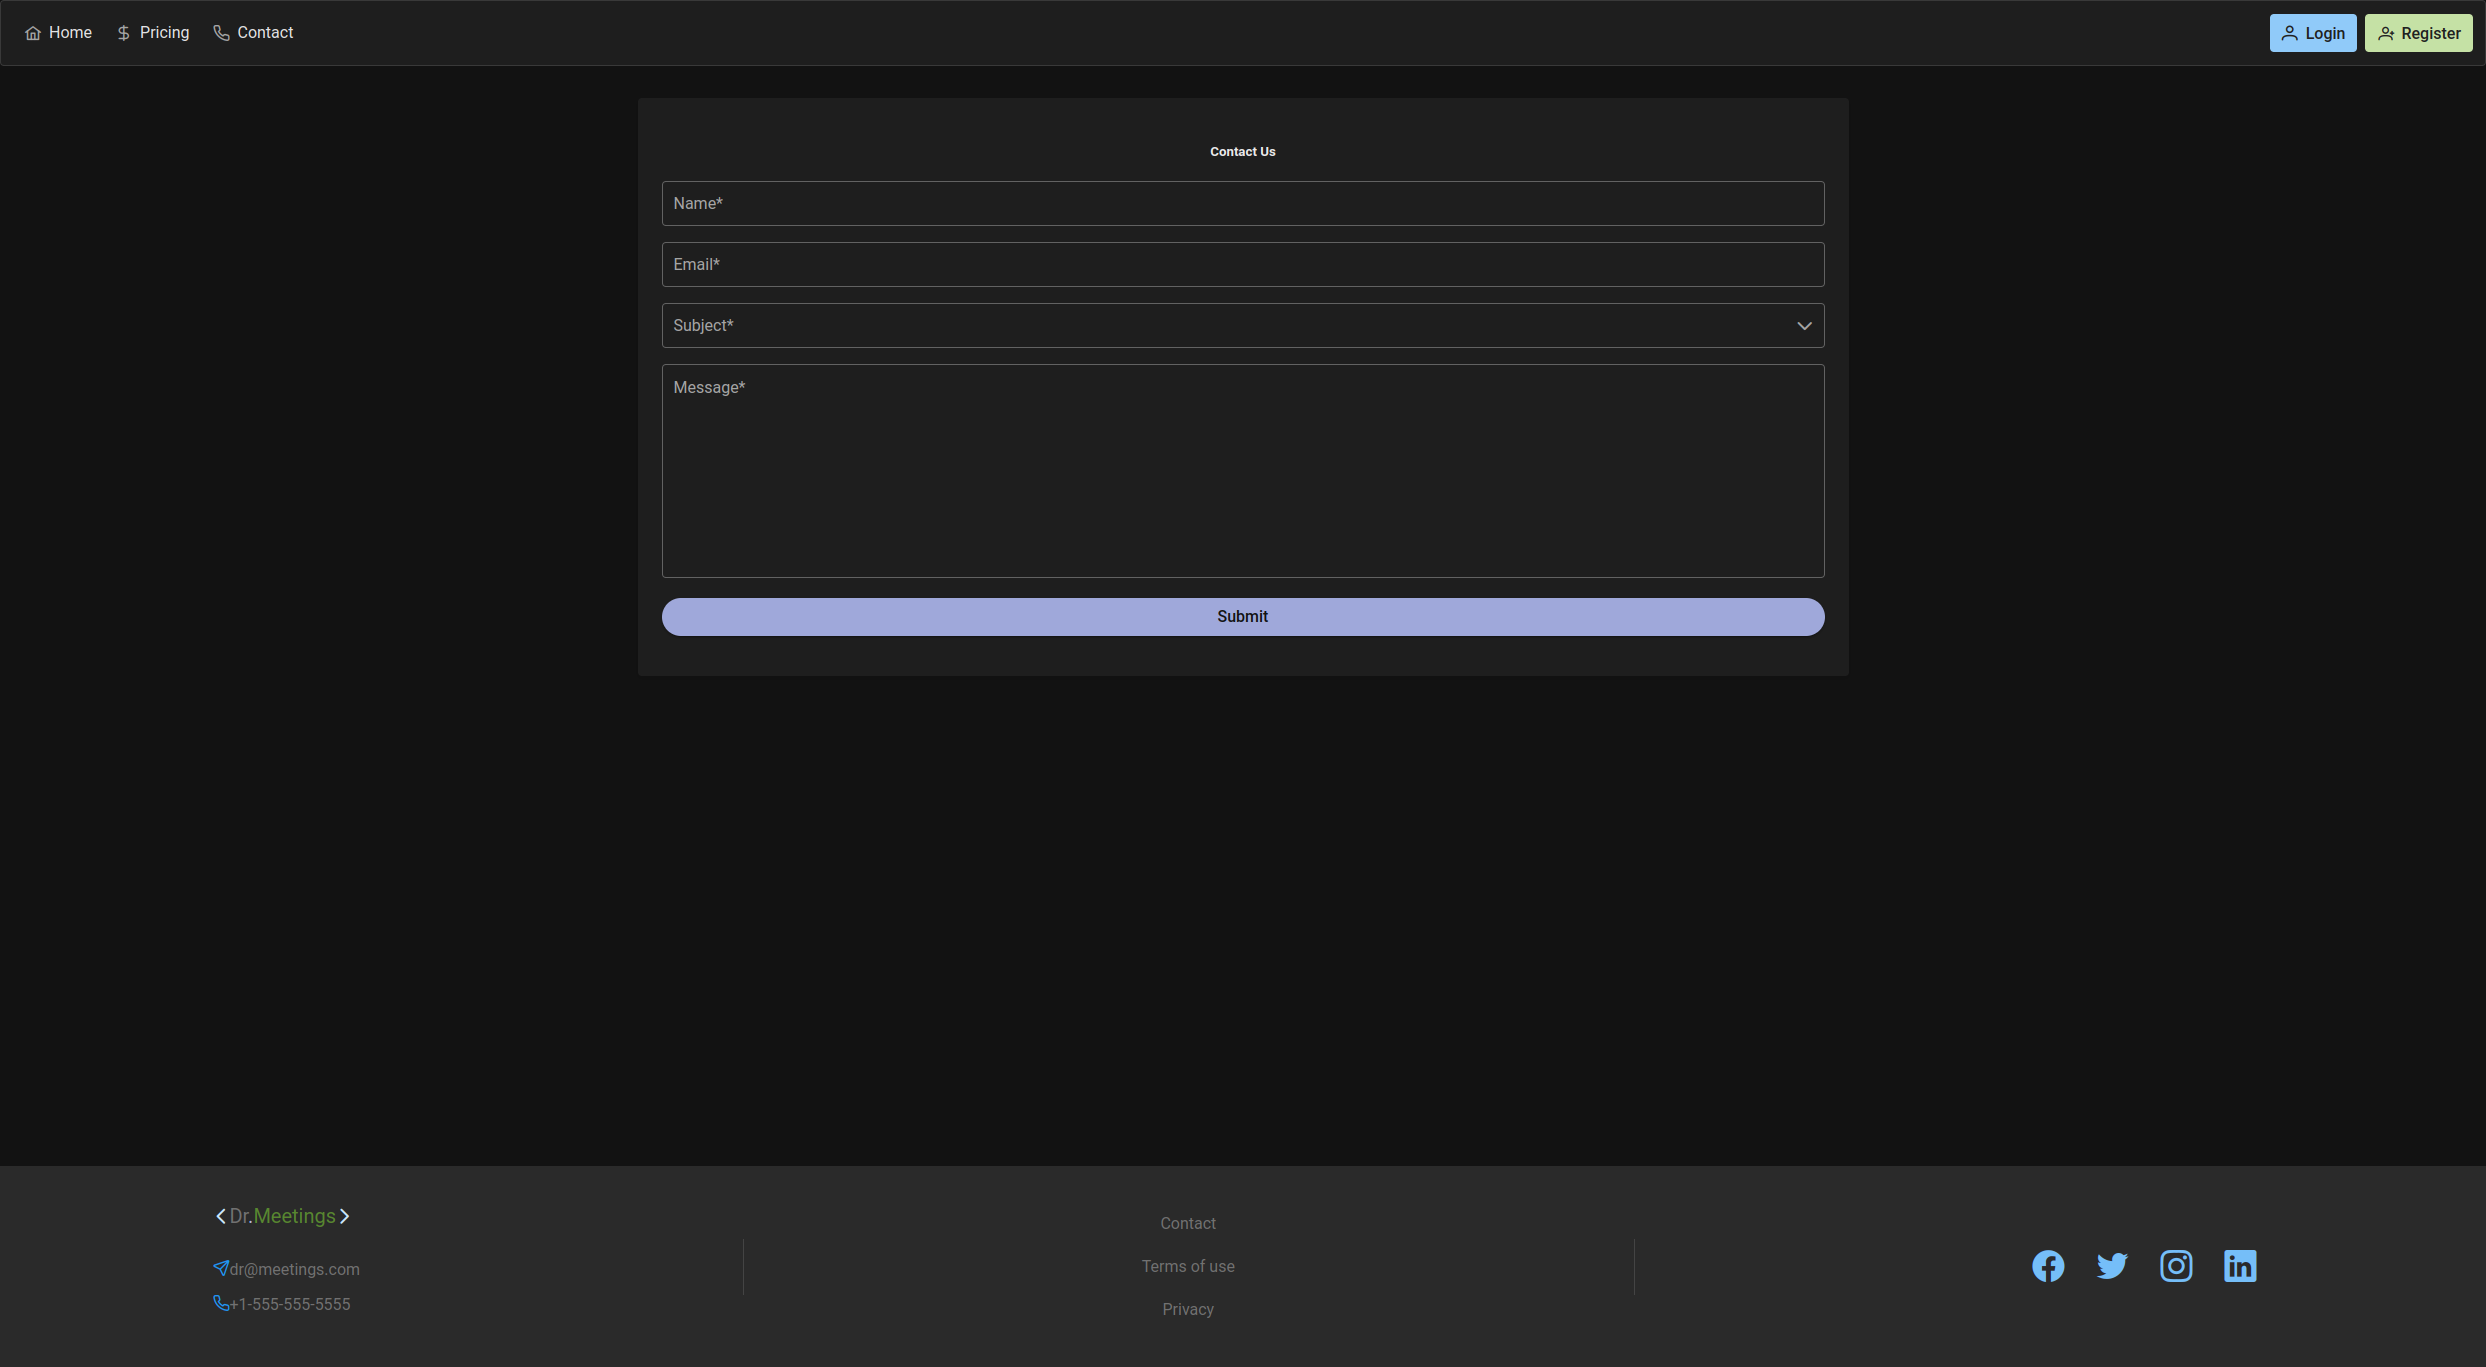 Home Pricing Contact Login Register
Contact Us
Name*
Email*
Subject*
Message*
Submit
Dr.Meetings
dr@meetings.com
+1-555-555-5555
Contact
Terms of use
Privacy